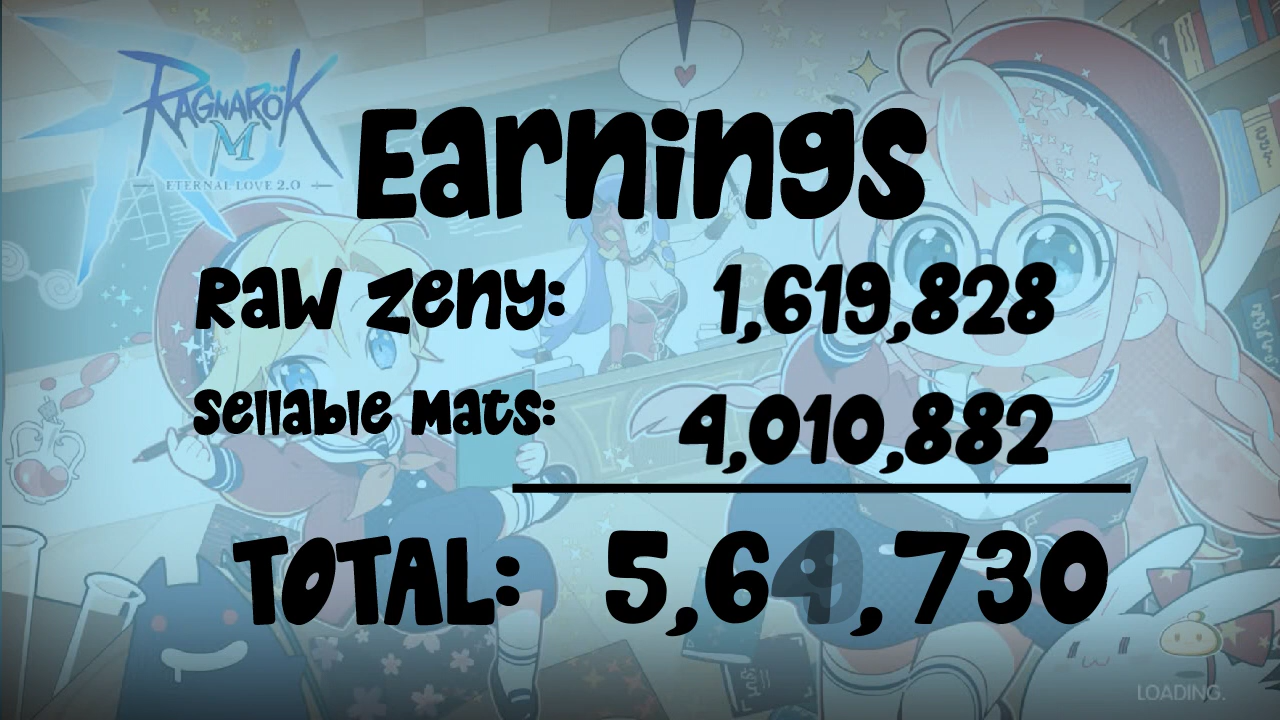 RAGNARÖK
M
ETERNAL LOVE 2.0
Earnings
Raw Zeny: 1,619,828
Sellable Mats: 4,010,882
TOTAL:
LOADING.